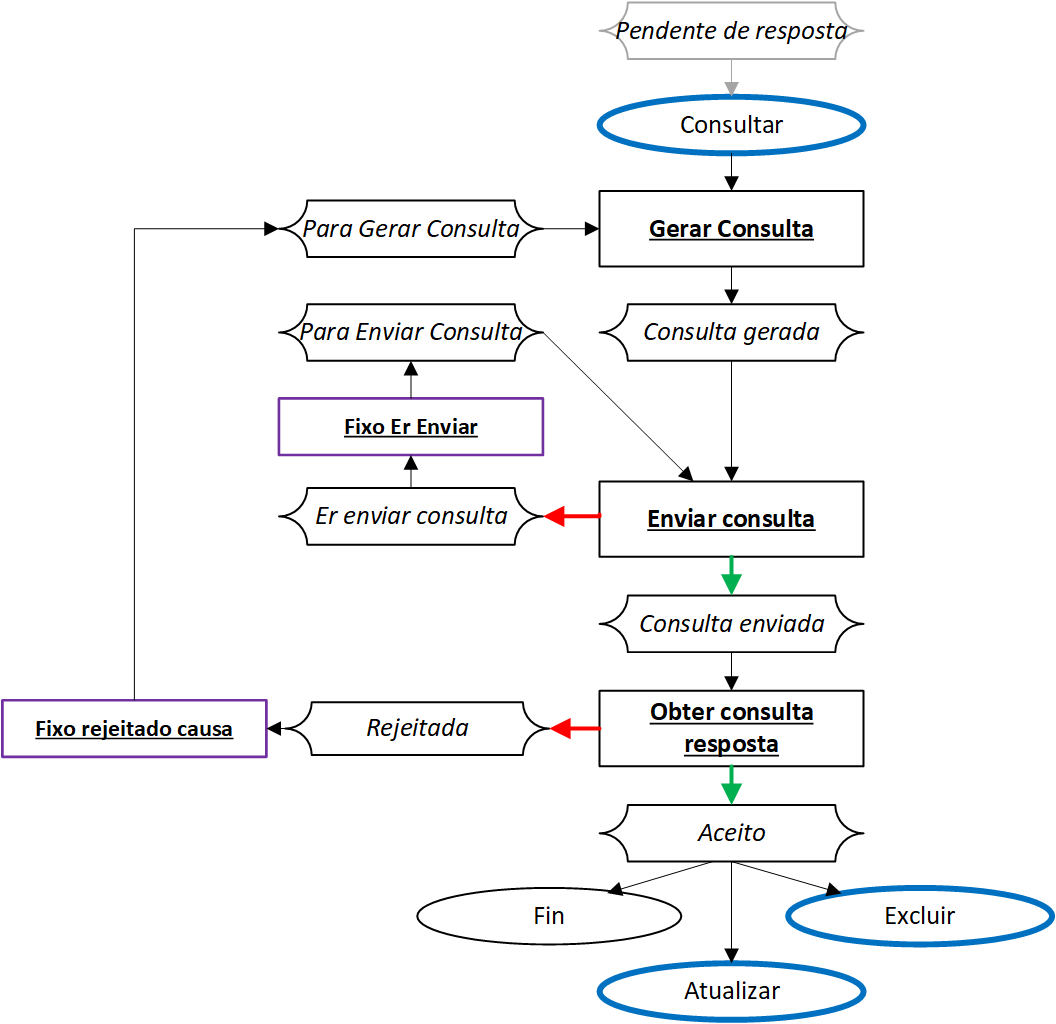 Pendente de resposta
Consultar
Para Gerar Consulta
Gerar Consulta
Para Enviar Consulta
Consulta gerada
Fixo Er Enviar
Er enviar consulta
Enviar consulta
Consulta enviada
Fixo rejeitado causa
Rejeitada
Obter consulta
resposta
Aceito
Fin
Excluir
Atualizar